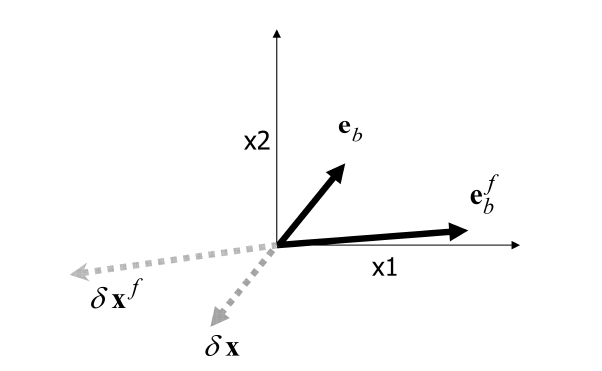 e_b
x2
e_b^f
x1
δx^f
δx